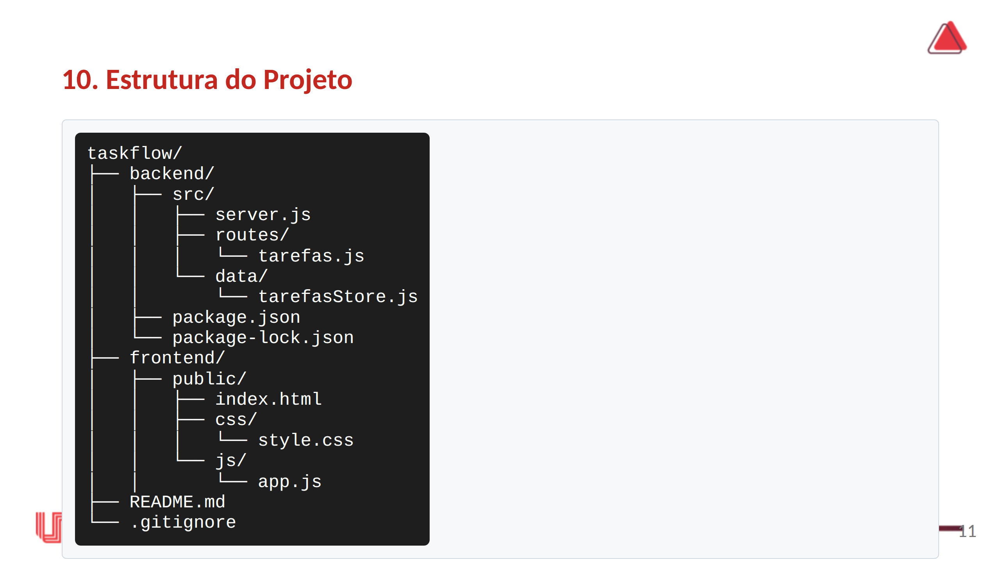 10. Estrutura do Projeto
taskflow/
├── backend/
│   ├── src/
│   │   ├── server.js
│   │   ├── routes/
│   │   │   └── tarefas.js
│   │   └── data/
│   │       └── tarefasStore.js
│   ├── package.json
│   └── package-lock.json
├── frontend/
│   ├── public/
│   │   ├── index.html
│   │   ├── css/
│   │   │   └── style.css
│   │   └── js/
│   │       └── app.js
├── README.md
└── .gitignore
11